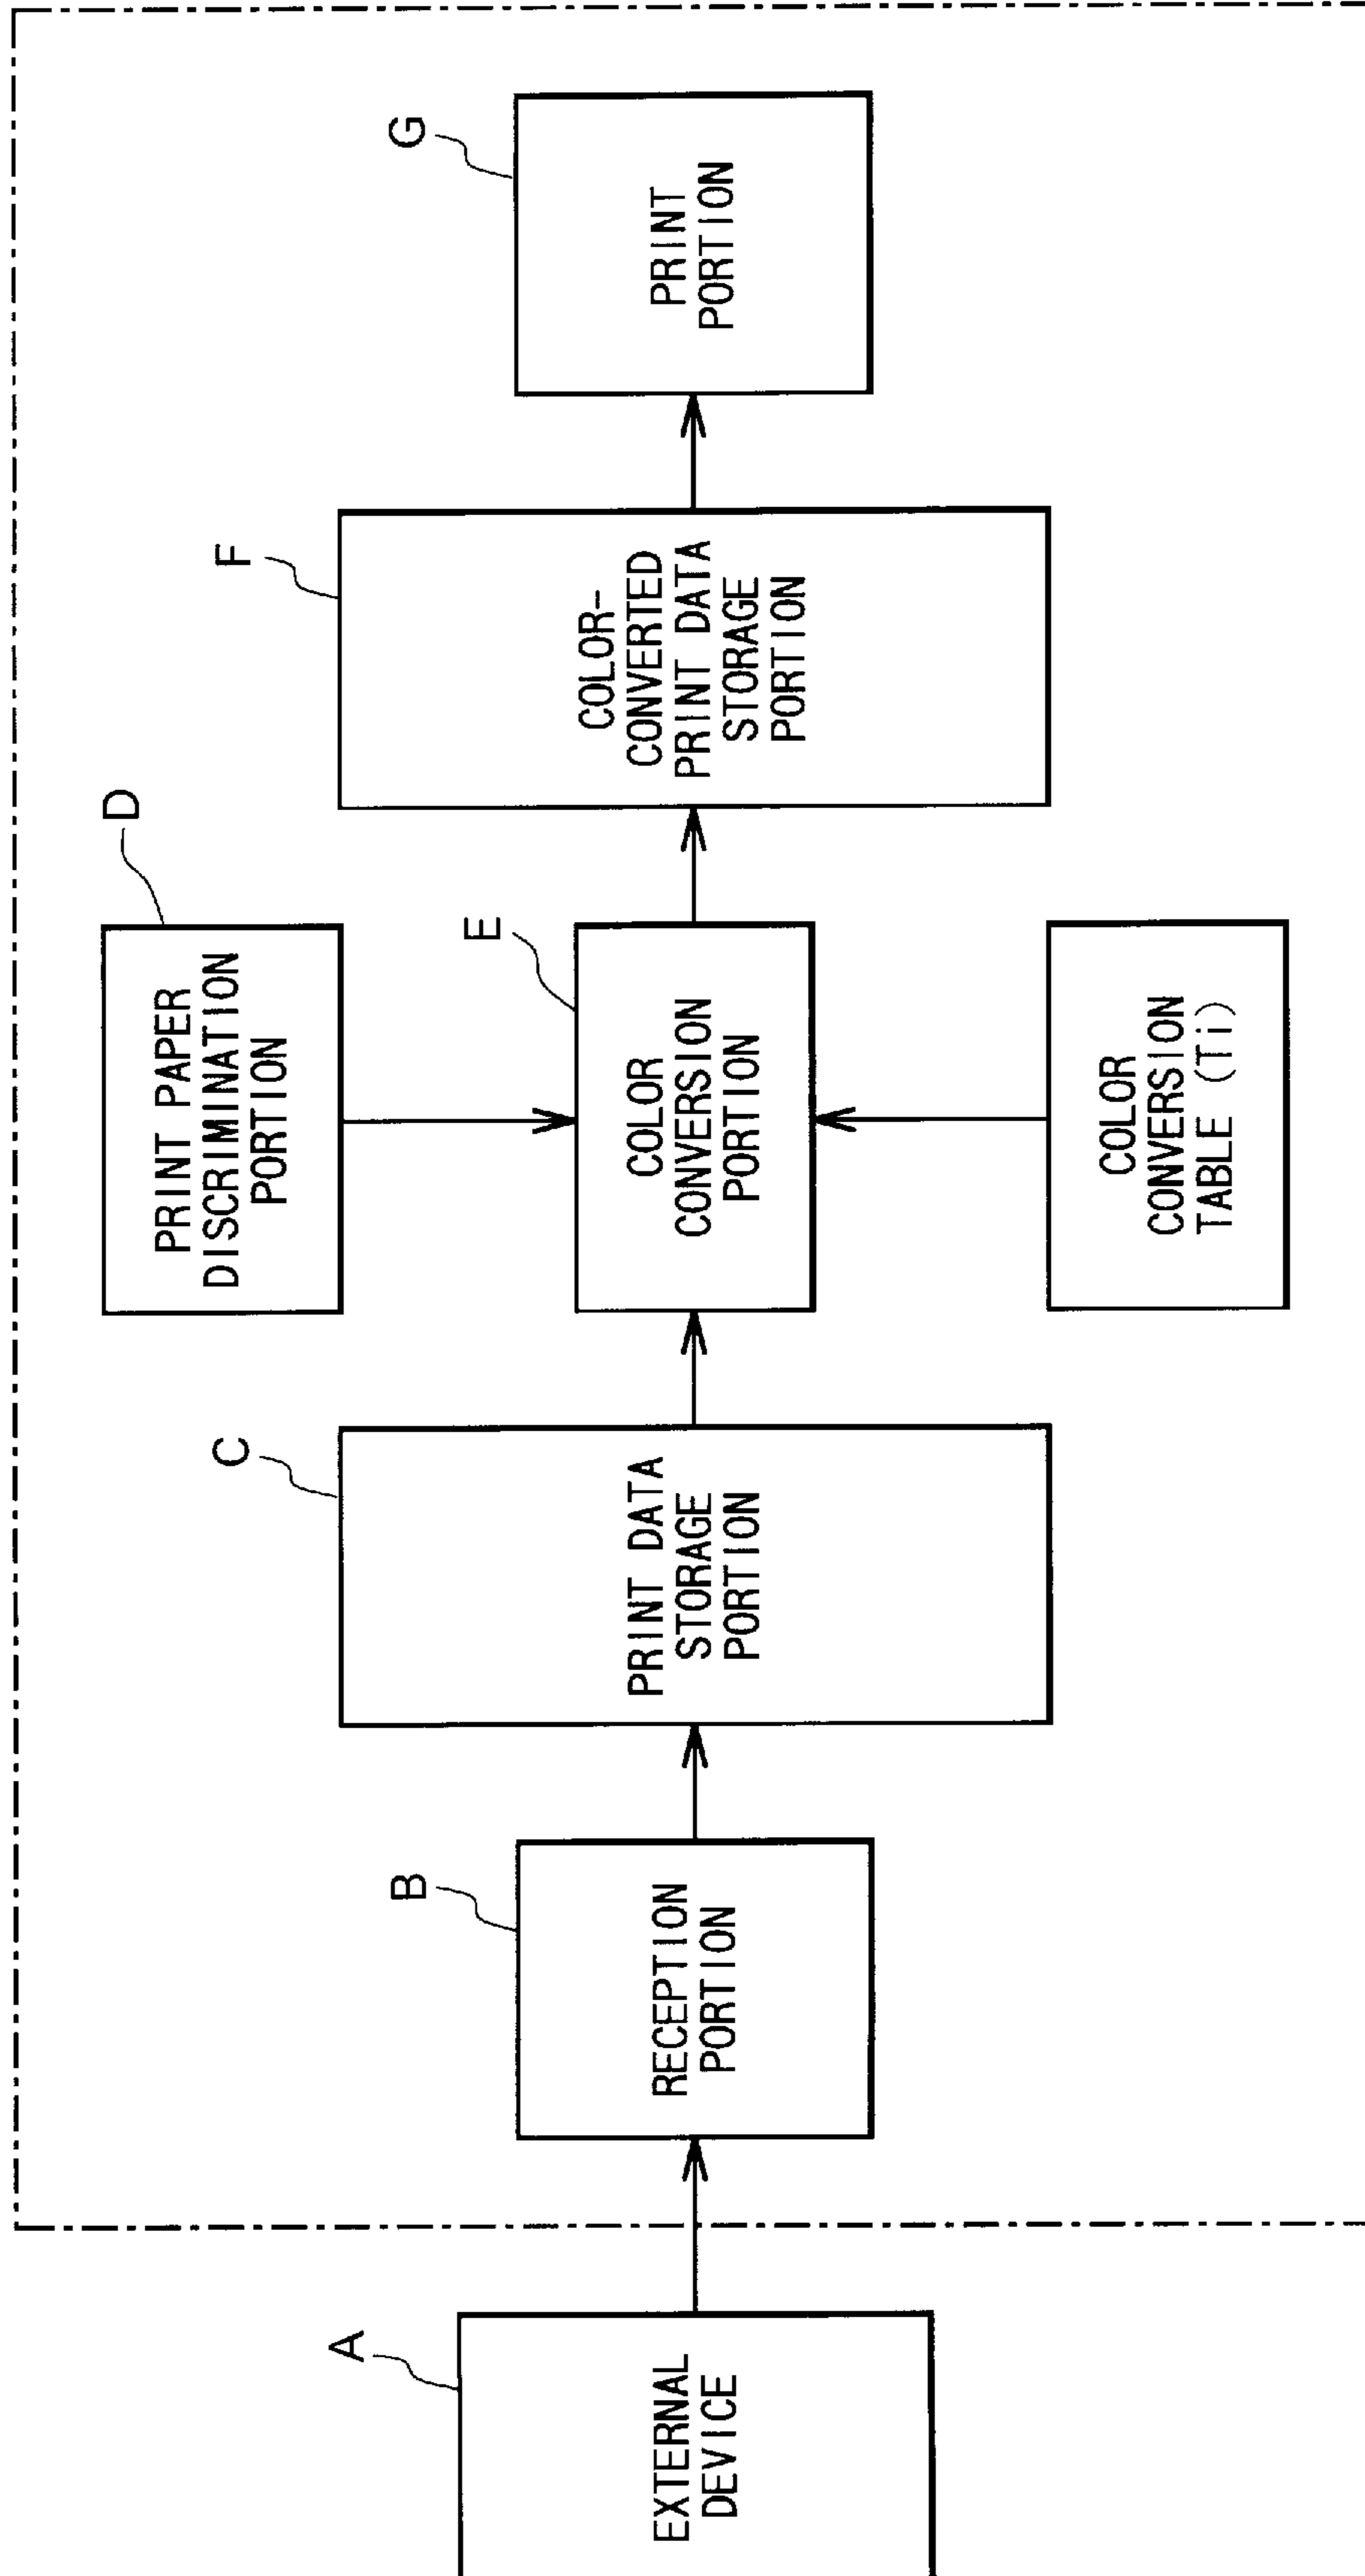 A
EXTERNAL
DEVICE
B
RECEPTION
PORTION
C
PRINT DATA
STORAGE
PORTION
D
PRINT PAPER
DISCRIMINATION
PORTION
E
COLOR
CONVERSION
PORTION
COLOR
CONVERSION
TABLE (Ti)
F
COLOR-
CONVERTED
PRINT DATA
STORAGE
PORTION
G
PRINT
PORTION